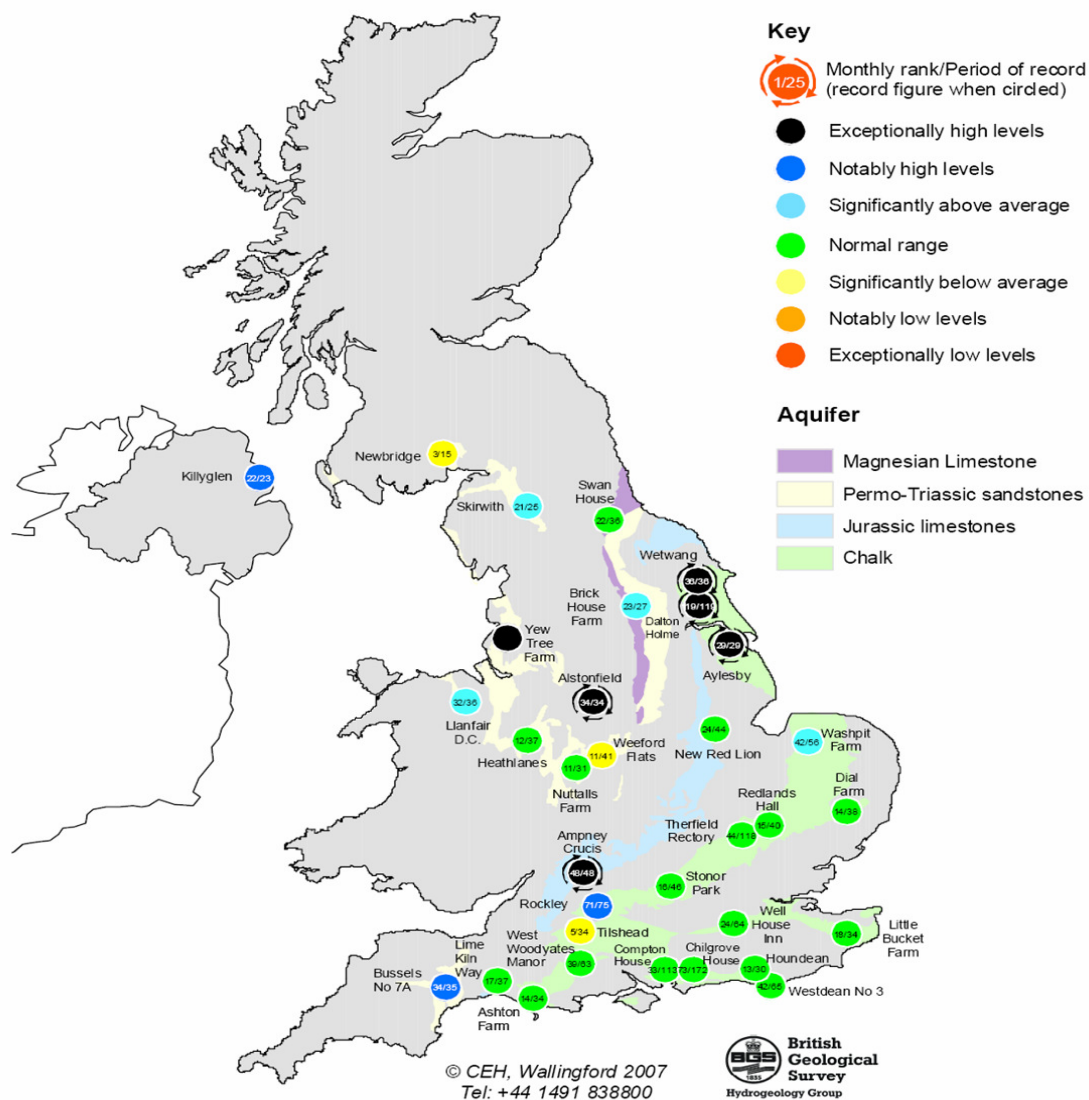 Key
1/25
Monthly rank/Period of record
(record figure when circled)
Exceptionally high levels
Notably high levels
Significantly above average
Normal range
Significantly below average
Notably low levels
Exceptionally low levels
Aquifer
Magnesian Limestone
Permo-Triassic sandstones
Jurassic limestones
Chalk
Newbridge
3/15
Killyglen
22/23
Skirwith
21/25
Swan
House
22/35
Wetwang
36/36
Brick
House
Farm
23/27
Dalton
Holme
119/119
Yew
Tree
Farm
29/29
Aylesby
Alstonfield
34/34
32/36
Llanfair
D.C.
12/37
Heathlanes
11/41
Weeford
Flats
11/31
Nuttalls
Farm
24/44
New Red Lion
42/56
Washpit
Farm
Dial
Farm
14/38
Redlands
Hall
15/40
Therfield
Rectory
44/118
Ampney
Crucis
48/48
Stonor
Park
16/46
Rockley
71/75
5/34
Tilshead
Well
House
Inn
24/64
18/34
Little
Bucket
Farm
West
Woodyates
Manor
39/63
Compton
House
33/113
Chilgrove
House
73/172
Houndean
13/30
42/65
Westdean No 3
Lime
Kiln
Way
17/37
Bussels
No 7A
34/35
14/34
Ashton
Farm
© CEH, Wallingford 2007
Tel: +44 1491 838800
BGS
1835
British
Geological
Survey
Hydrogeology Group